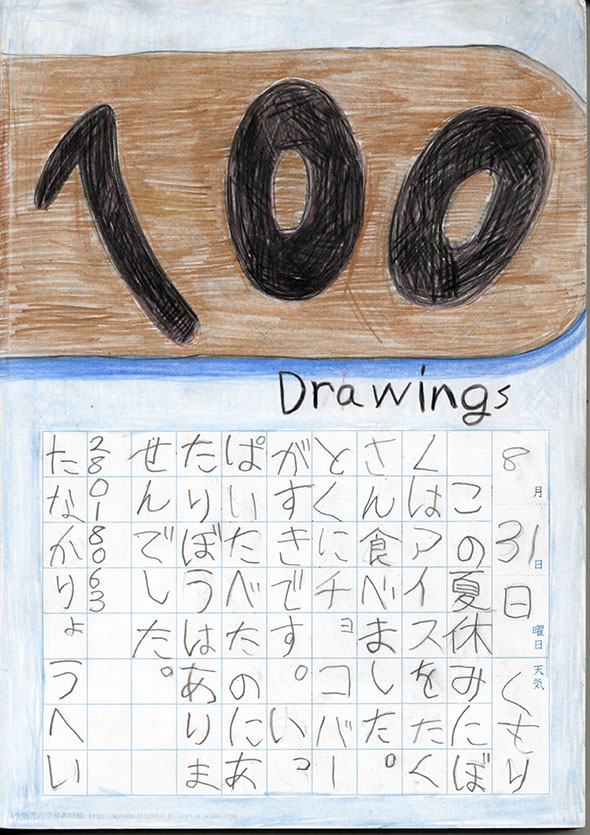 100
Drawings
8月31日日曜日 天気 くもり
この夏休みにぼ
くはアイスをたく
さん食べました。
とくにチョコバー
がすきです。いっ
ぱいたべたのにあ
たりぼうはありま
せんでした。
28018063
たなかりょうへい